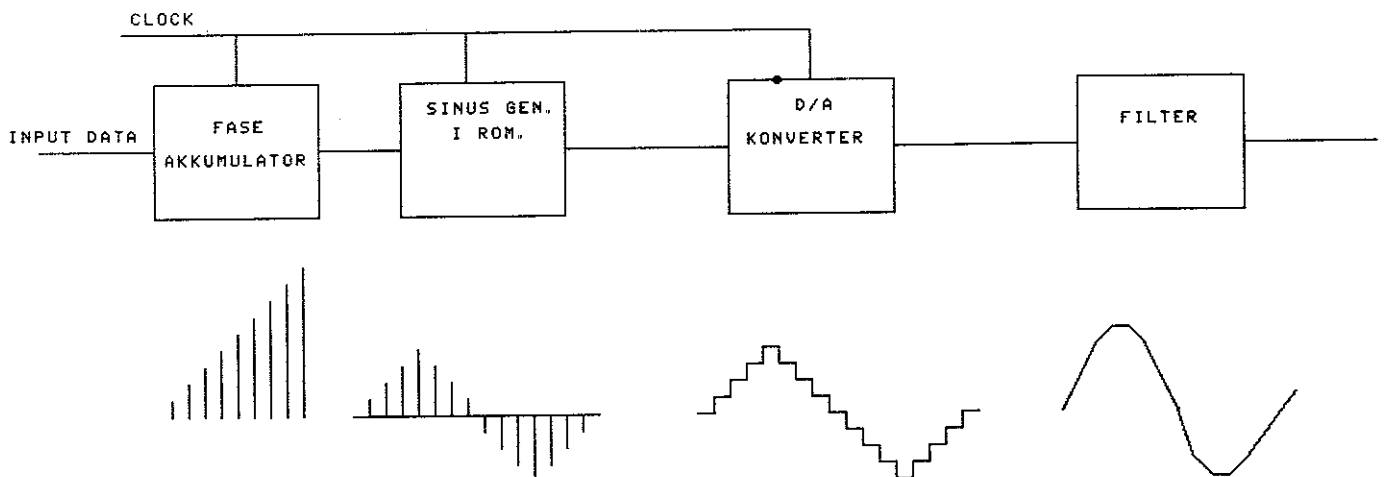 CLOCK
INPUT DATA
FASE
AKKUMULATOR
SINUS GEN.
I ROM.
D/A
KONVERTER
FILTER